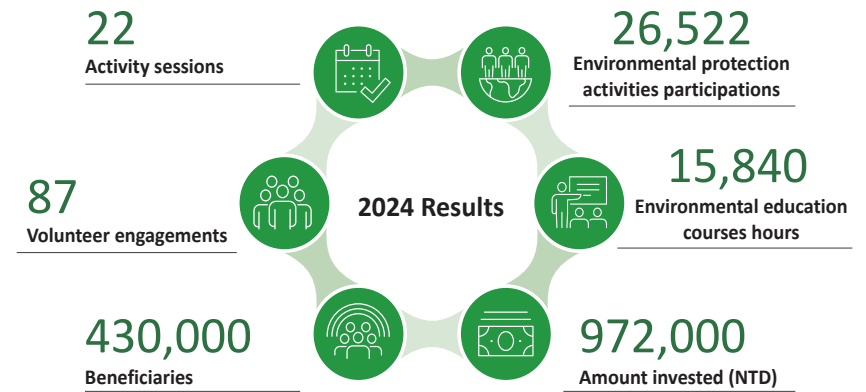 22
Activity sessions
26,522
Environmental protection
activities participations
87
Volunteer engagements
2024 Results
15,840
Environmental education
courses hours
430,000
Beneficiaries
972,000
Amount invested (NTD)